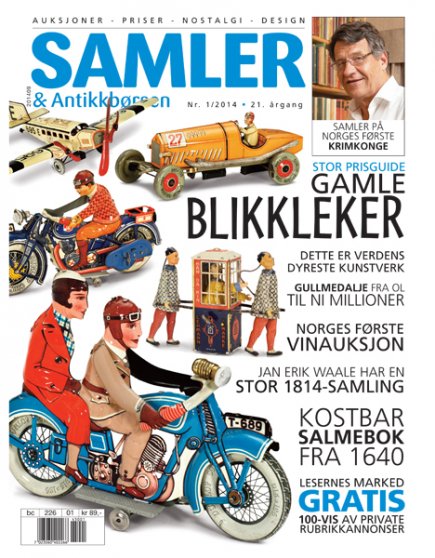 AUKSJONER · PRISER · NOSTALGI · DESIGN
SAMLER
& Antikkbørsen
Nr. 1/2014 • 21. årgang
SAMLER PÅ
NORGES FØRSTE
KRIMKONGE
STOR PRISGUIDE
GAMLE
BLIKKLEKER
DETTE ER VERDENS
DYRESTE KUNSTVERK
GULLMEDALJE FRA OL
TIL NI MILLIONER
NORGES FØRSTE
VINAUKSJON
JAN ERIK WAALE HAR EN
STOR 1814-SAMLING
KOSTBAR
SALMEBOK
FRA 1640
LESERNES MARKED
GRATIS
100-VIS AV PRIVATE
RUBRIKKANNONSER
27
T-689
bc 226 01 kr 89,-